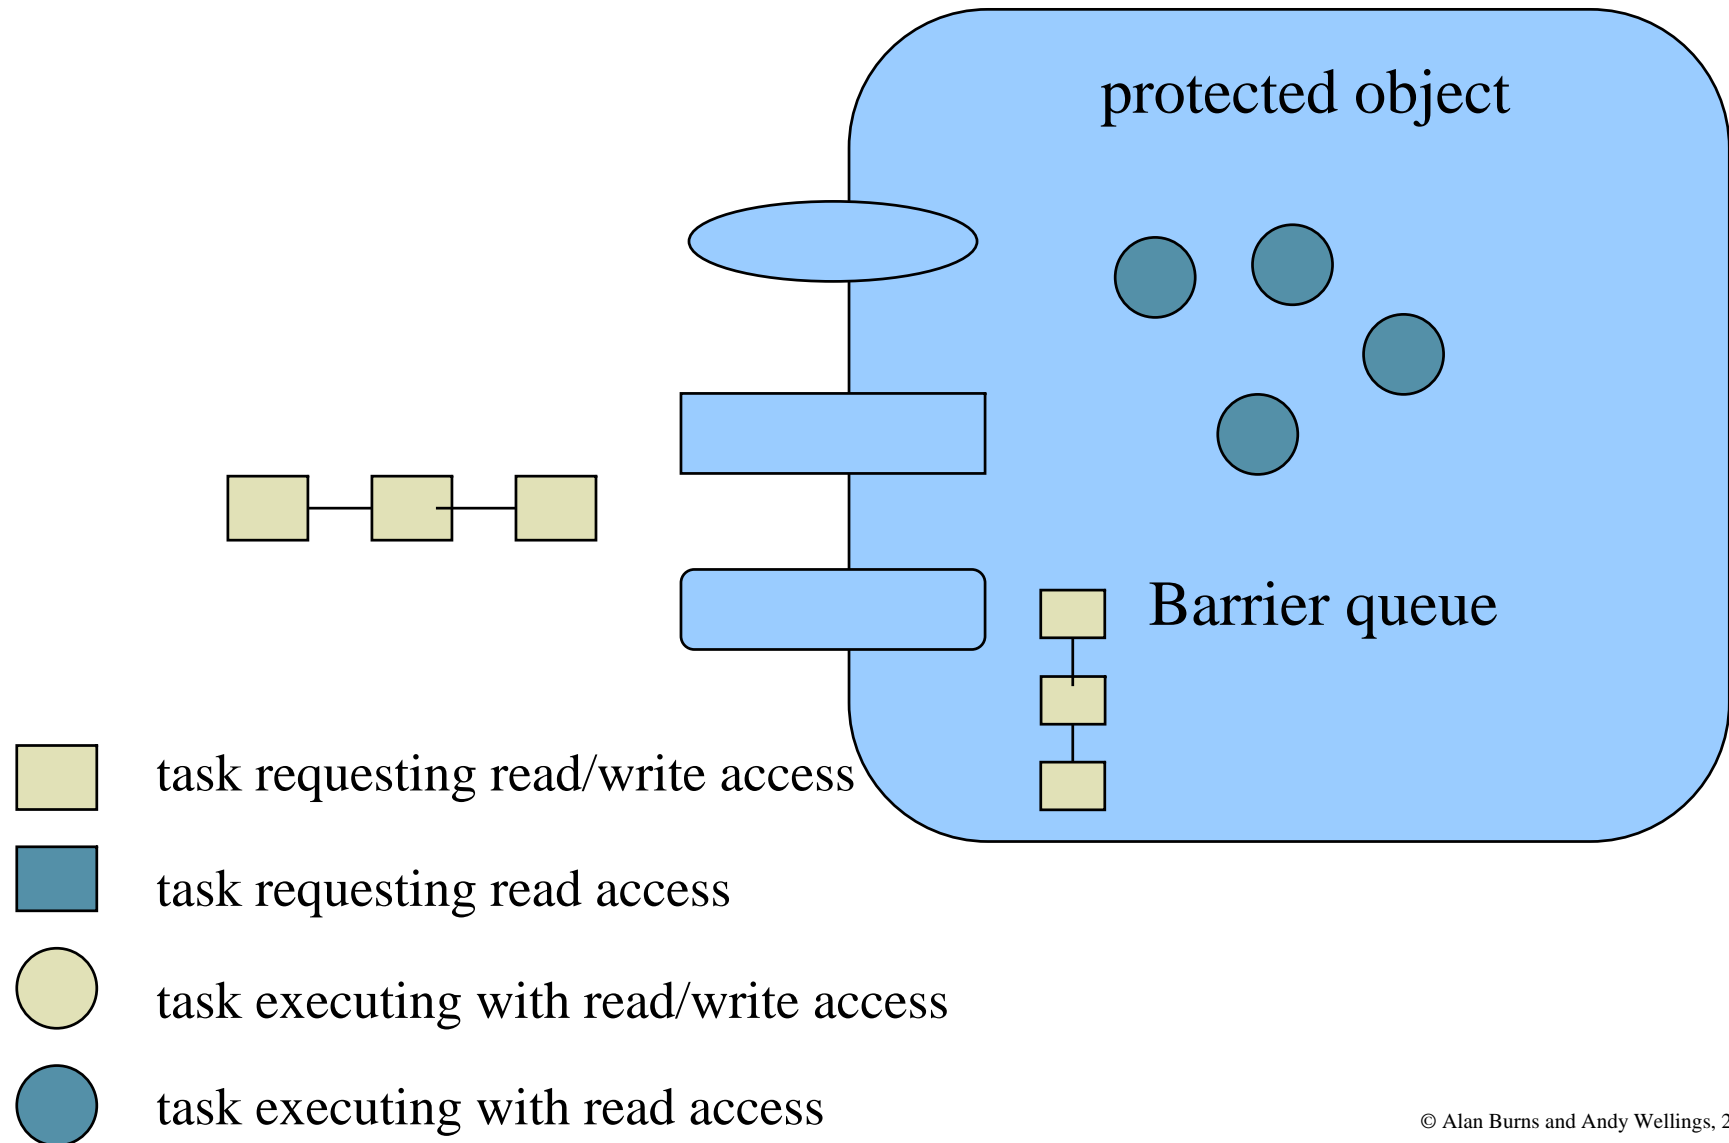 protected object
Barrier queue
task requesting read/write access
task requesting read access
task executing with read/write access
task executing with read access
© Alan Burns and Andy Wellings, 2